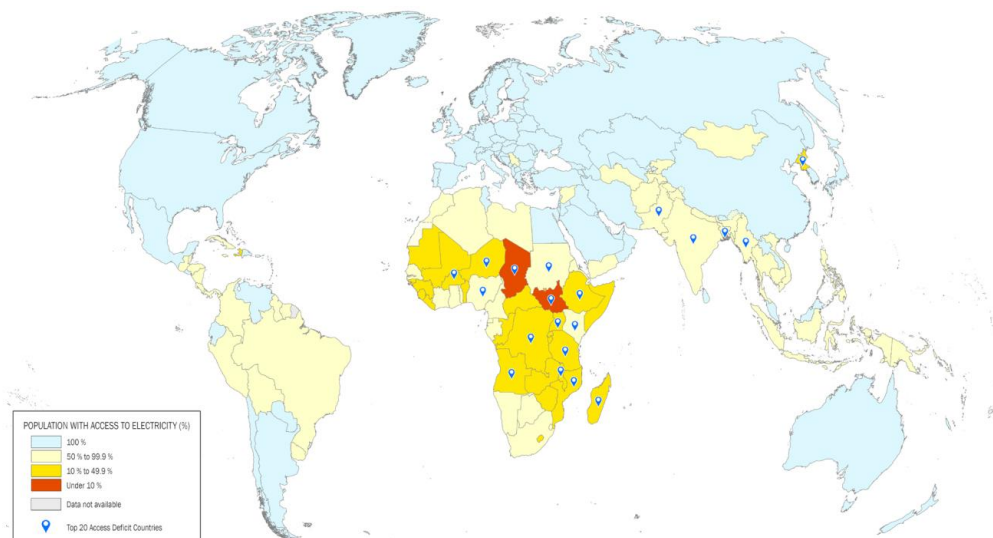 POPULATION WITH ACCESS TO ELECTRICITY (%)
100 %
50 % to 99.9 %
10 % to 49.9 %
Under 10 %
Data not available
Top 20 Access Deficit Countries